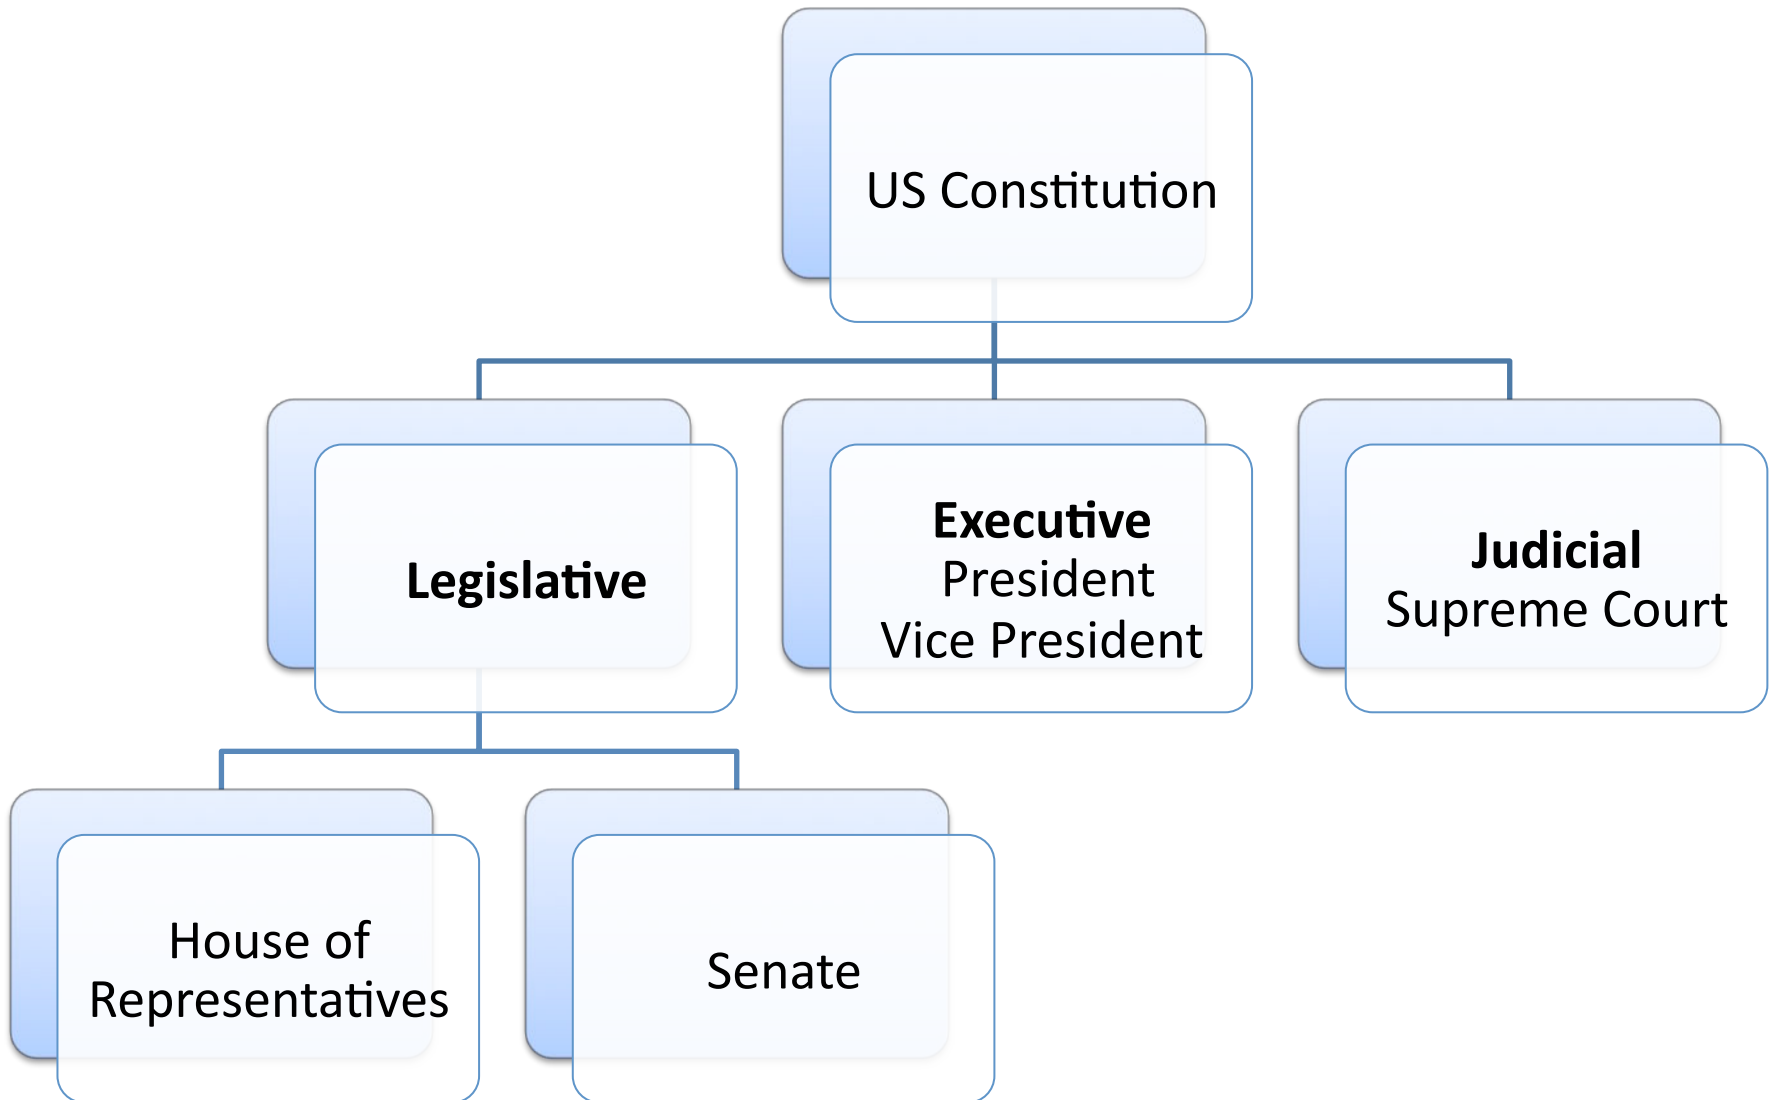 US Constitution
Legislative
Executive
President
Vice President
Judicial
Supreme Court
House of
Representatives
Senate